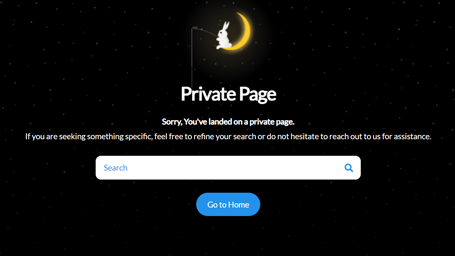 Private Page
Sorry, You've landed on a private page.
If you are seeking something specific, feel free to refine your search or do not hesitate to reach out to us for assistance.
Search
Go to Home